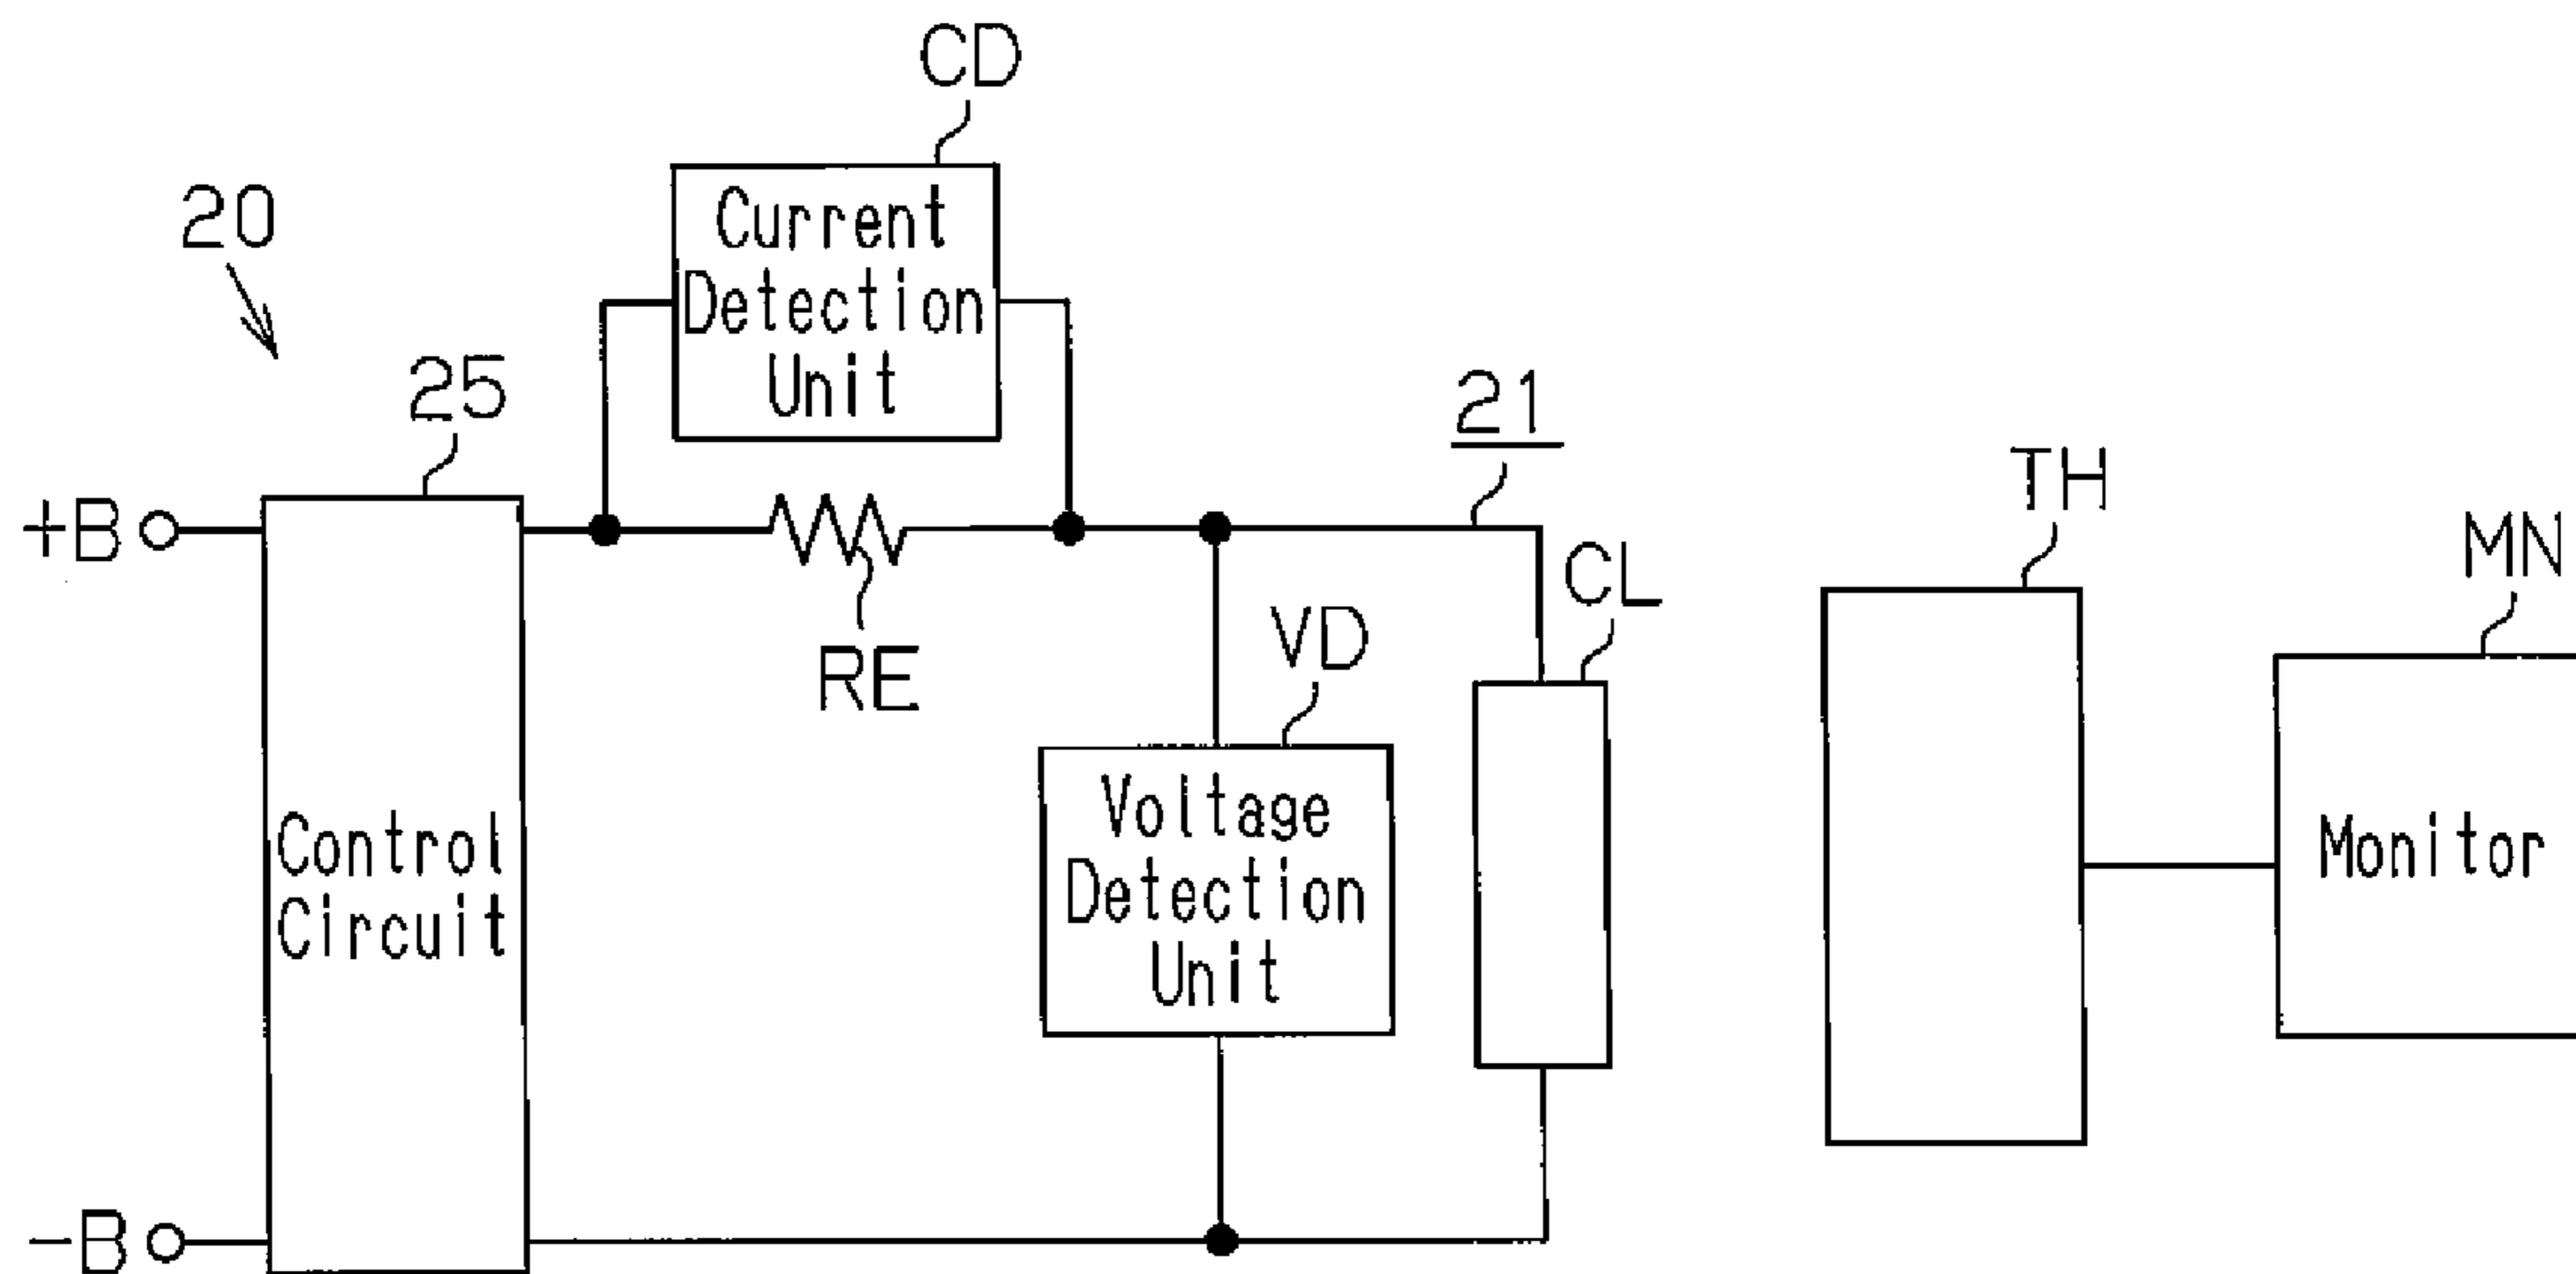 CD
20
Current
Detection
Unit
25
21
TH
+B
CL
MN
VD
RE
Voltage
Detection
Unit
Control
Circuit
Monitor
-B